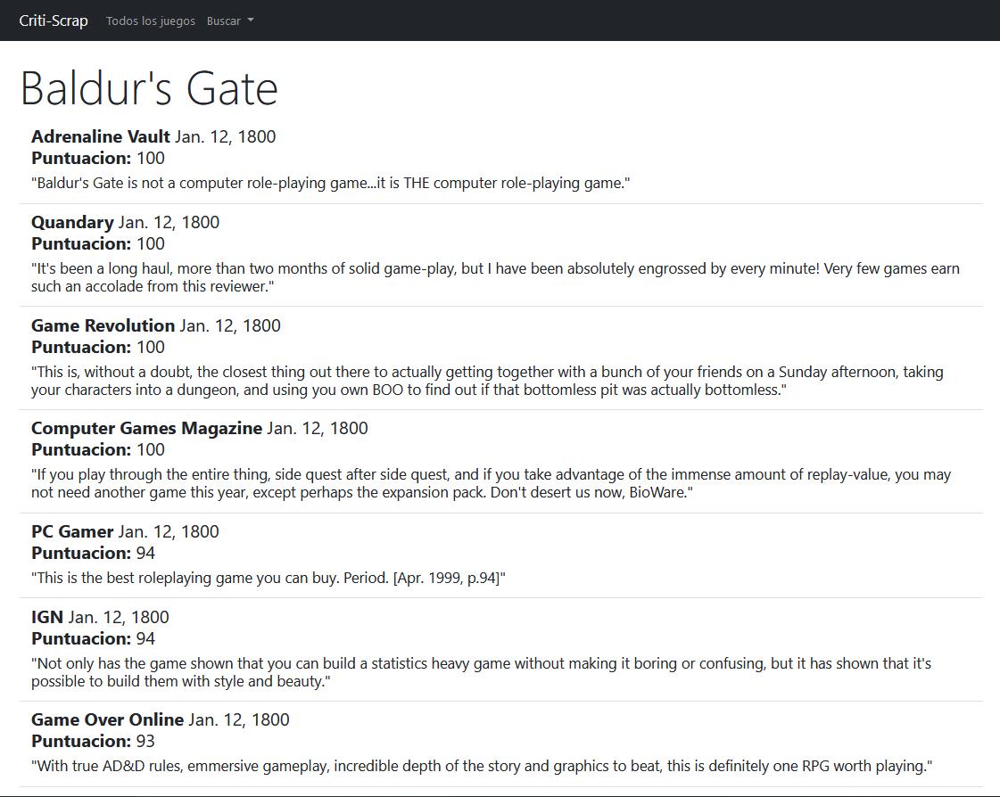 Criti-Scrap Todos los juegos Buscar
Baldur's Gate
Adrenaline Vault Jan. 12, 1800
Puntuacion: 100
"Baldur's Gate is not a computer role-playing game...it is THE computer role-playing game."
Quandary Jan. 12, 1800
Puntuacion: 100
"It's been a long haul, more than two months of solid game-play, but I have been absolutely engrossed by every minute! Very few games earn
such an accolade from this reviewer."
Game Revolution Jan. 12, 1800
Puntuacion: 100
"This is, without a doubt, the closest thing out there to actually getting together with a bunch of your friends on a Sunday afternoon, taking
your characters into a dungeon, and using you own BOO to find out if that bottomless pit was actually bottomless."
Computer Games Magazine Jan. 12, 1800
Puntuacion: 100
"If you play through the entire thing, side quest after side quest, and if you take advantage of the immense amount of replay-value, you may
not need another game this year, except perhaps the expansion pack. Don't desert us now, BioWare."
PC Gamer Jan. 12, 1800
Puntuacion: 94
"This is the best roleplaying game you can buy. Period. [Apr. 1999, p.94]"
IGN Jan. 12, 1800
Puntuacion: 94
"Not only has the game shown that you can build a statistics heavy game without making it boring or confusing, but it has shown that it's
possible to build them with style and beauty."
Game Over Online Jan. 12, 1800
Puntuacion: 93
"With true AD&D rules, emmersive gameplay, incredible depth of the story and graphics to beat, this is definitely one RPG worth playing."